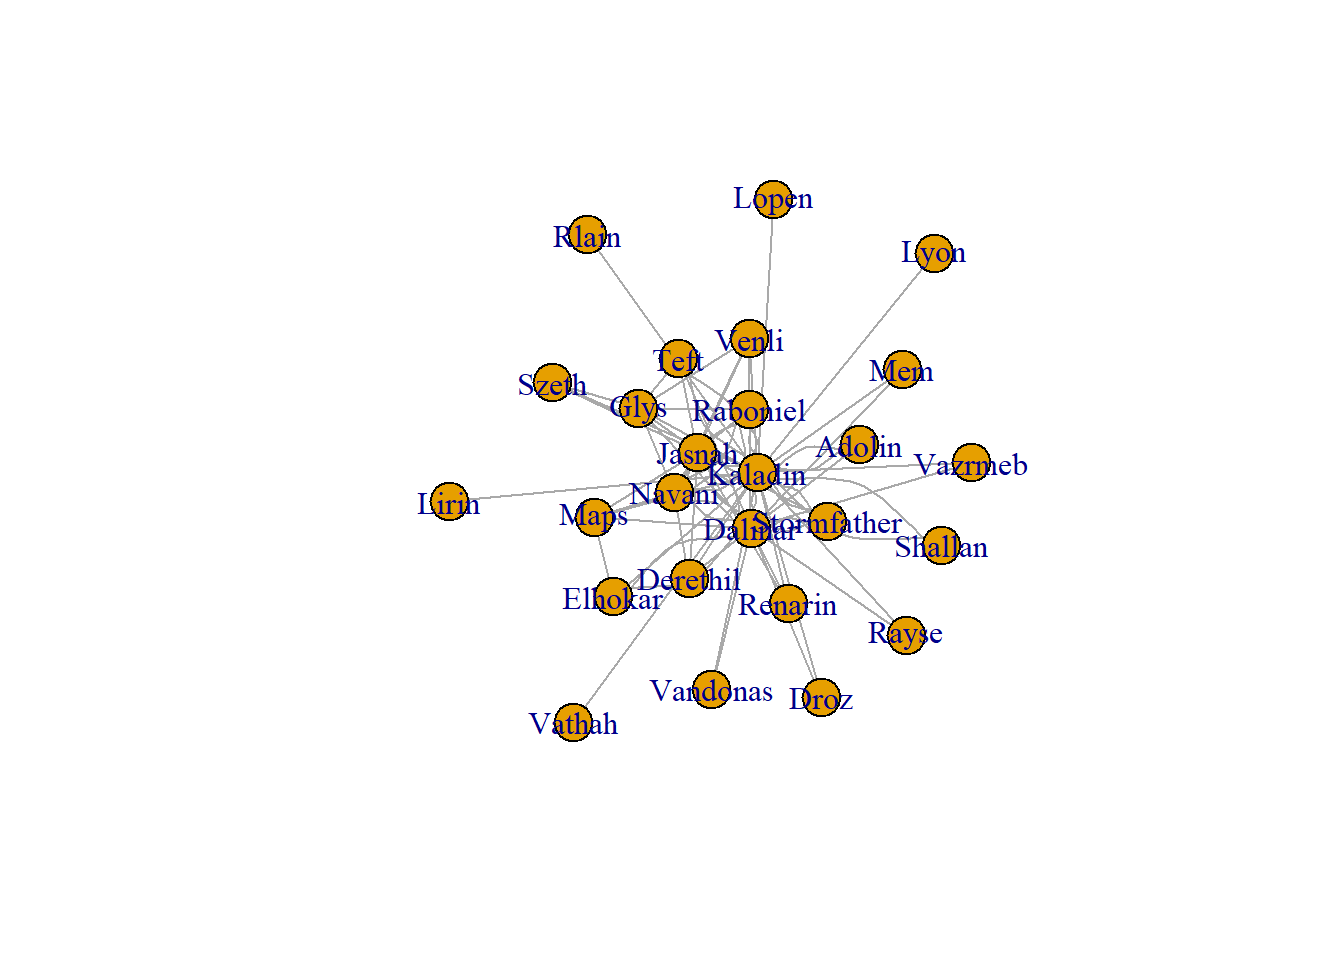 Lopen
Rlain
Lyon
Venli
Teft
Mem
Szeth
Glys
Raboniel
Adolin
Jasnah
Vazrmeb
Kaladin
Navani
Lirin
Maps
Stormfather
Dalinar
Shallan
Derethil
Elhokar
Renarin
Rayse
Vandonas
Droz
Vathah